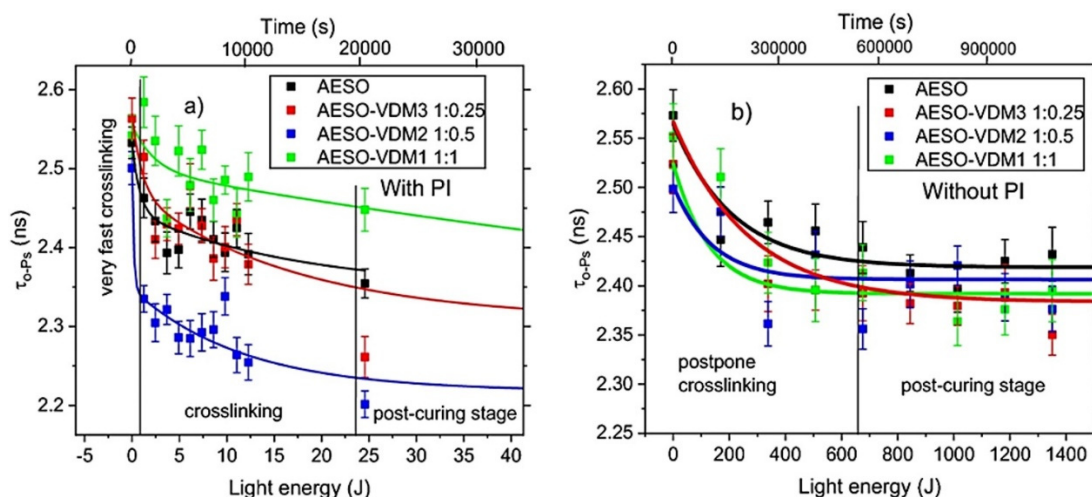 Time (s)
0 10000 20000 30000
a)
AESO
AESO-VDM3 1:0.25
AESO-VDM2 1:0.5
AESO-VDM1 1:1
With PI
very fast crosslinking
crosslinking
post-curing stage
τo-Ps (ns)
2.6
2.5
2.4
2.3
2.2
-5 0 5 10 15 20 25 30 35 40
Light energy (J)
Time (s)
0 300000 600000 900000
b)
AESO
AESO-VDM3 1:0.25
AESO-VDM2 1:0.5
AESO-VDM1 1:1
Without PI
postpone
crosslinking
post-curing stage
τo-Ps (ns)
2.60
2.55
2.50
2.45
2.40
2.35
2.30
2.25
0 200 400 600 800 1000 1200 1400
Light energy (J)